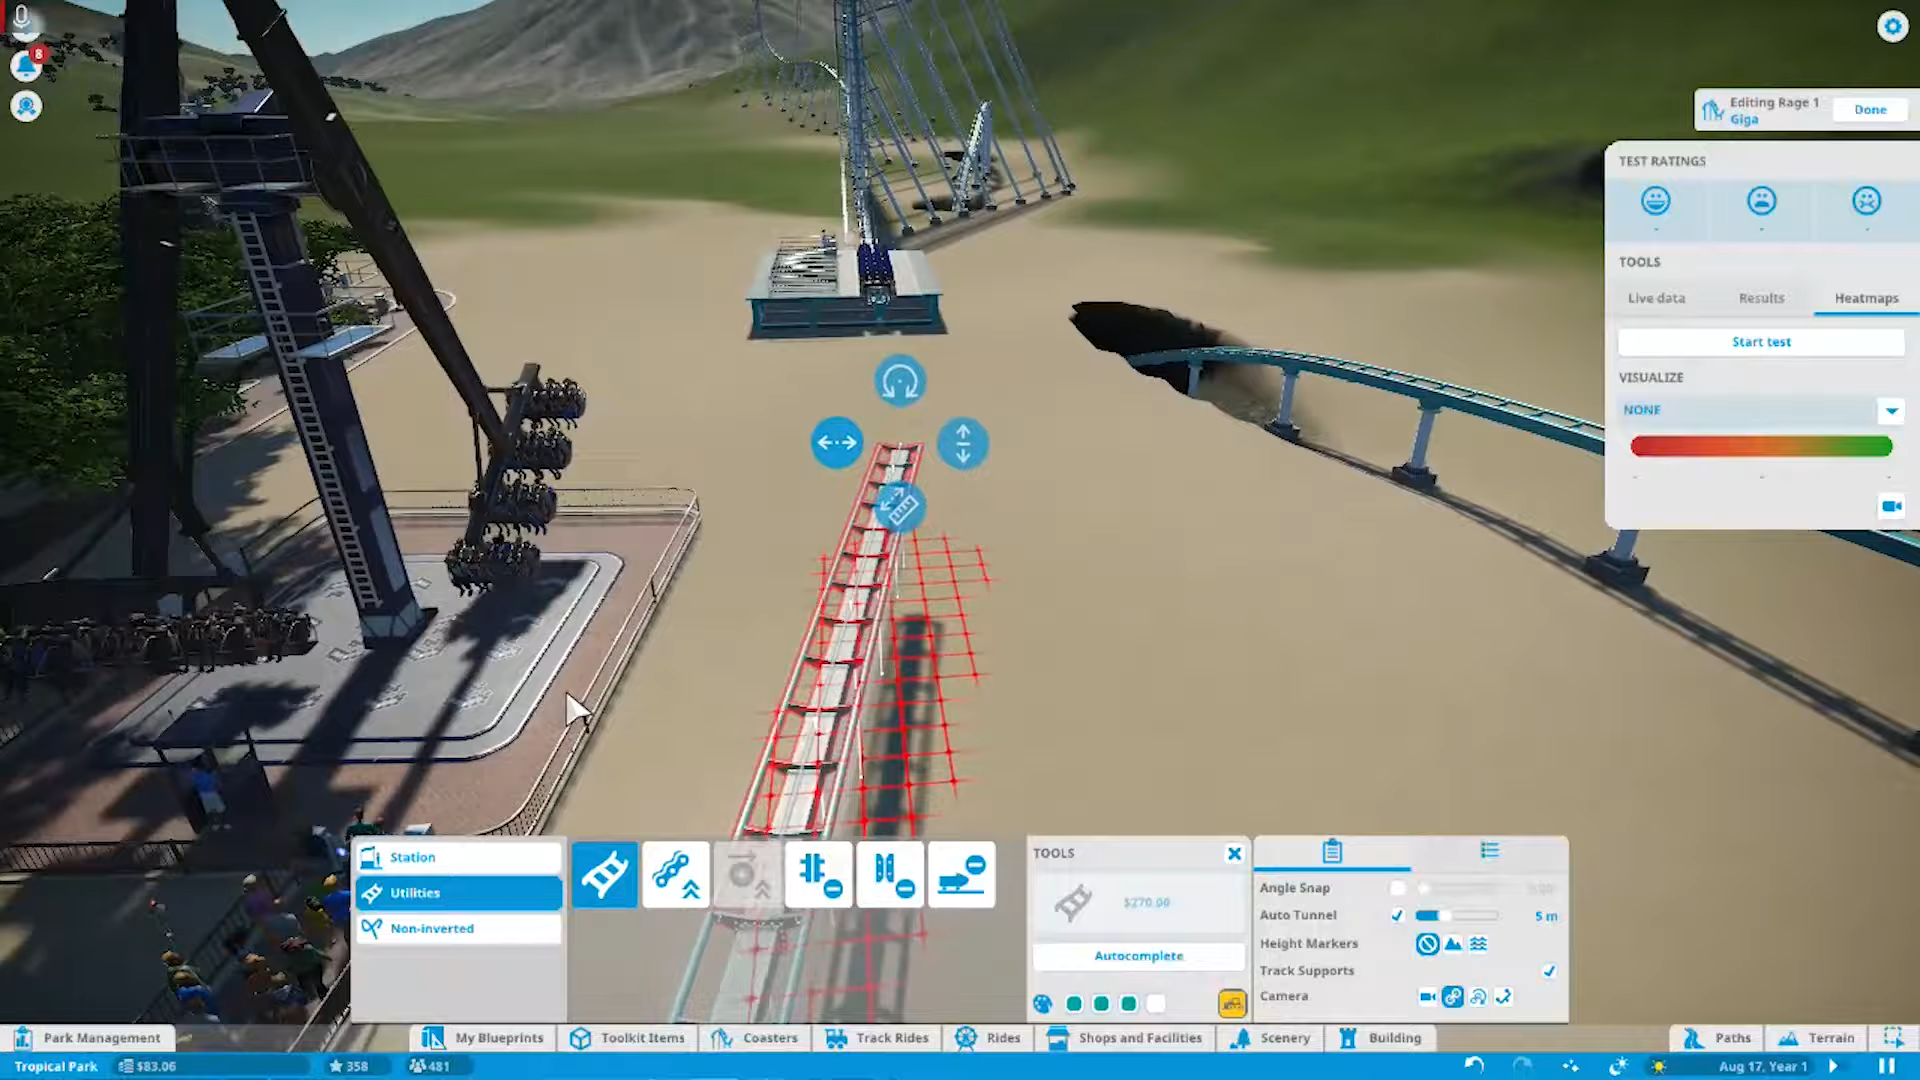 8
Editing Rage 1
Giga
Done
TEST RATINGS
- - -
TOOLS
Live data Results Heatmaps
Start test
VISUALIZE
NONE
- - -
Station
Utilities
Non-inverted
TOOLS
$270.00
Autocomplete
Angle Snap
Auto Tunnel 5 m
Height Markers
Track Supports
Camera
Park Management My Blueprints Toolkit Items Coasters Track Rides Rides Shops and Facilities Scenery Building Paths Terrain
Tropical Park $83.06 358 481 Aug 17, Year 1